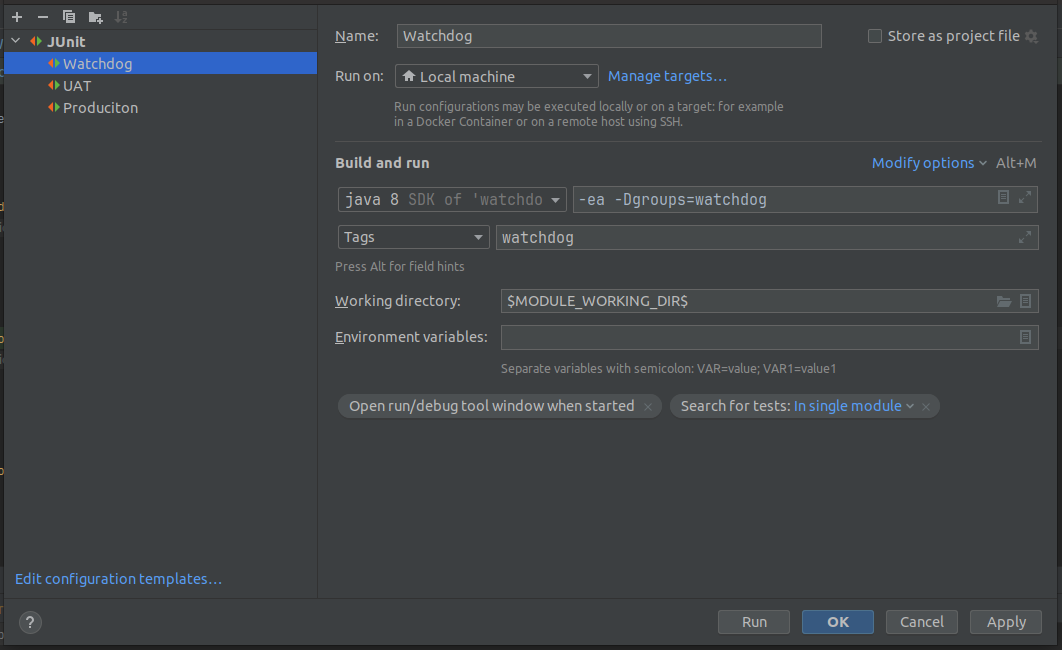 JUnit
Watchdog
UAT
Produciton
Edit configuration templates...
?
Name:
Watchdog
Store as project file
Run on:
Local machine
Manage targets...
Run configurations may be executed locally or on a target: for example
in a Docker Container or on a remote host using SSH.
Build and run
Modify options
Alt+M
java 8 SDK of 'watchdo
-ea -Dgroups=watchdog
Tags
watchdog
Press Alt for field hints
Working directory:
$MODULE_WORKING_DIR$
Environment variables:
Separate variables with semicolon: VAR=value; VAR1=value1
Open run/debug tool window when started
Search for tests: In single module
Run
OK
Cancel
Apply